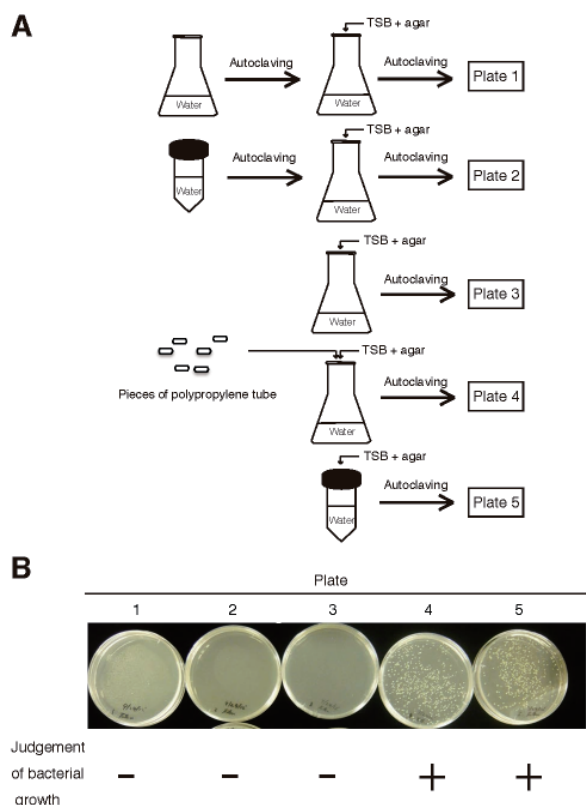 A
TSB + agar
Autoclaving
Autoclaving
Water
Water
Plate 1
TSB + agar
Autoclaving
Autoclaving
Water
Water
Plate 2
TSB + agar
Autoclaving
Water
Plate 3
TSB + agar
Autoclaving
Pieces of polypropylene tube
Water
Plate 4
TSB + agar
Autoclaving
Water
Plate 5
B
Plate
1 2 3 4 5
Judgement
of bacterial
growth
− − − + +